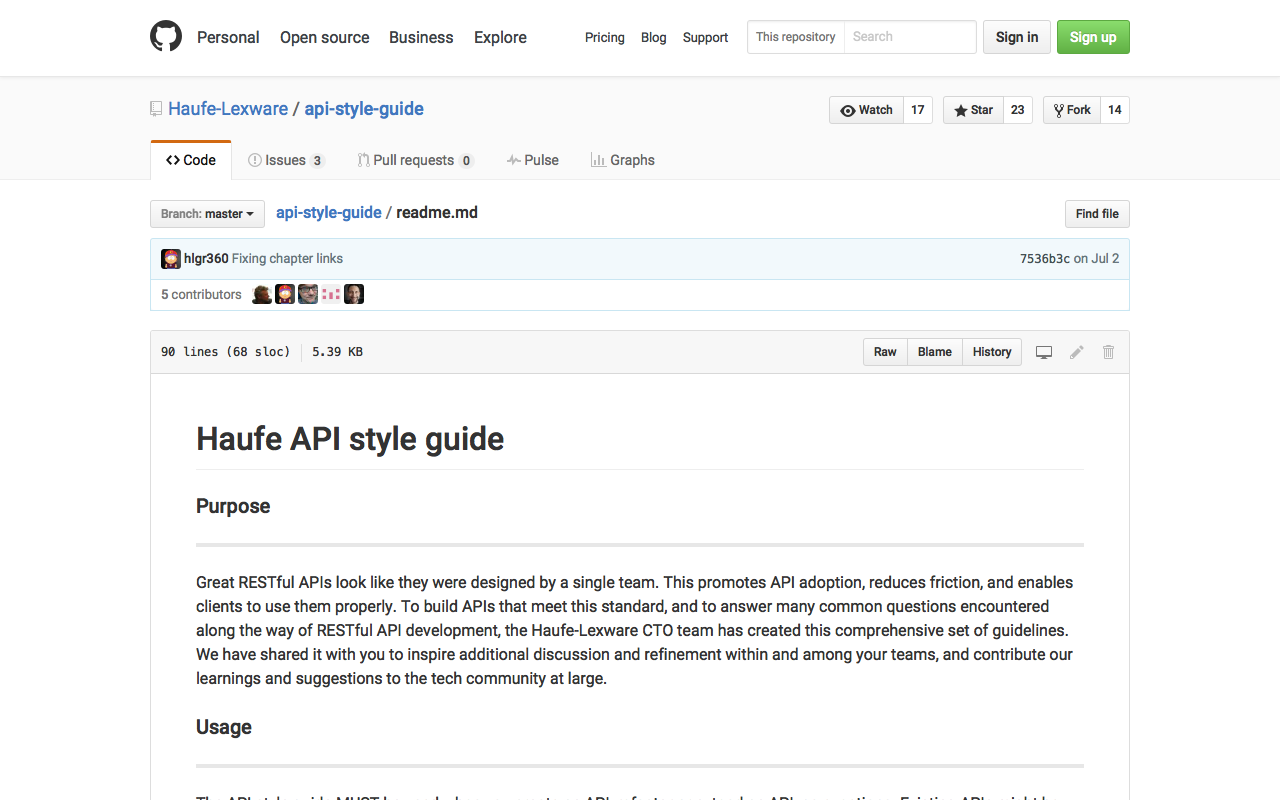 Personal Open source Business Explore Pricing Blog Support This repository Search Sign in Sign up
Haufe-Lexware / api-style-guide Watch 17 Star 23 Fork 14
Code Issues 3 Pull requests 0 Pulse Graphs
Branch: master api-style-guide / readme.md Find file
hlgr360 Fixing chapter links 7536b3c on Jul 2
5 contributors
90 lines (68 sloc) 5.39 KB Raw Blame History
Haufe API style guide
Purpose
Great RESTful APIs look like they were designed by a single team. This promotes API adoption, reduces friction, and enables
clients to use them properly. To build APIs that meet this standard, and to answer many common questions encountered
along the way of RESTful API development, the Haufe-Lexware CTO team has created this comprehensive set of guidelines.
We have shared it with you to inspire additional discussion and refinement within and among your teams, and contribute our
learnings and suggestions to the tech community at large.
Usage